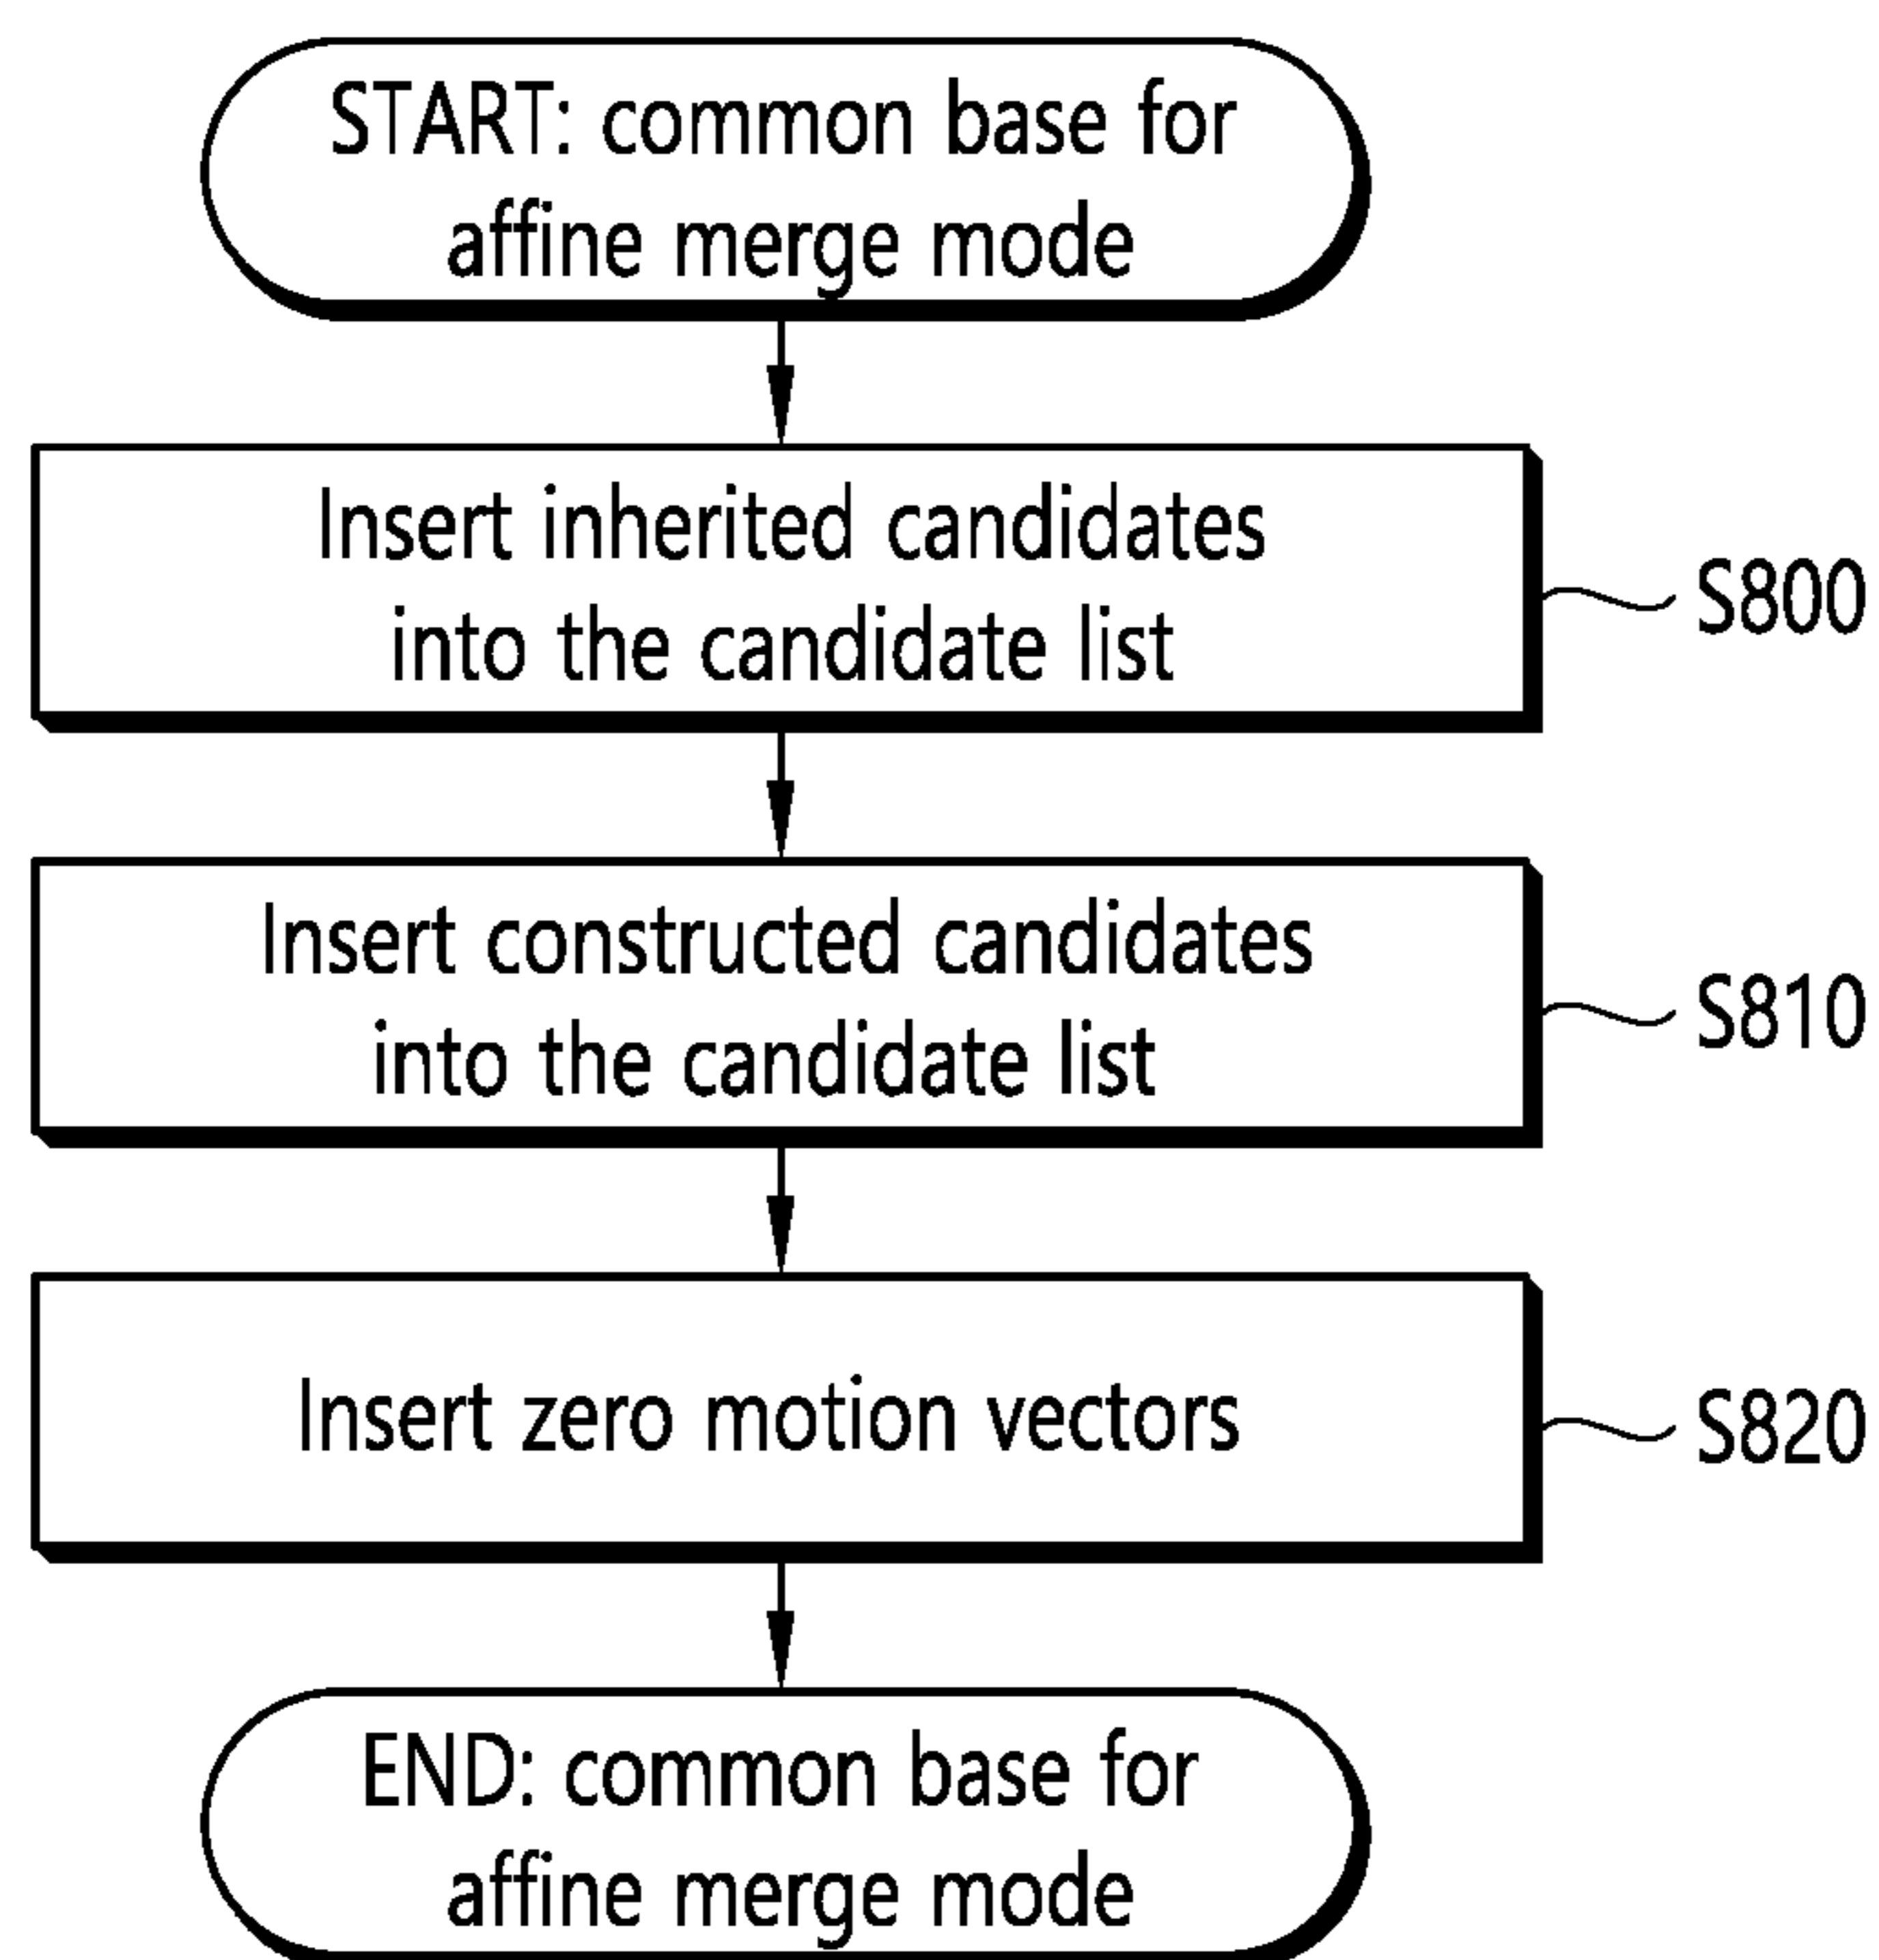 START: common base for
affine merge mode
Insert inherited candidates
into the candidate list
S800
Insert constructed candidates
into the candidate list
S810
Insert zero motion vectors
S820
END: common base for
affine merge mode